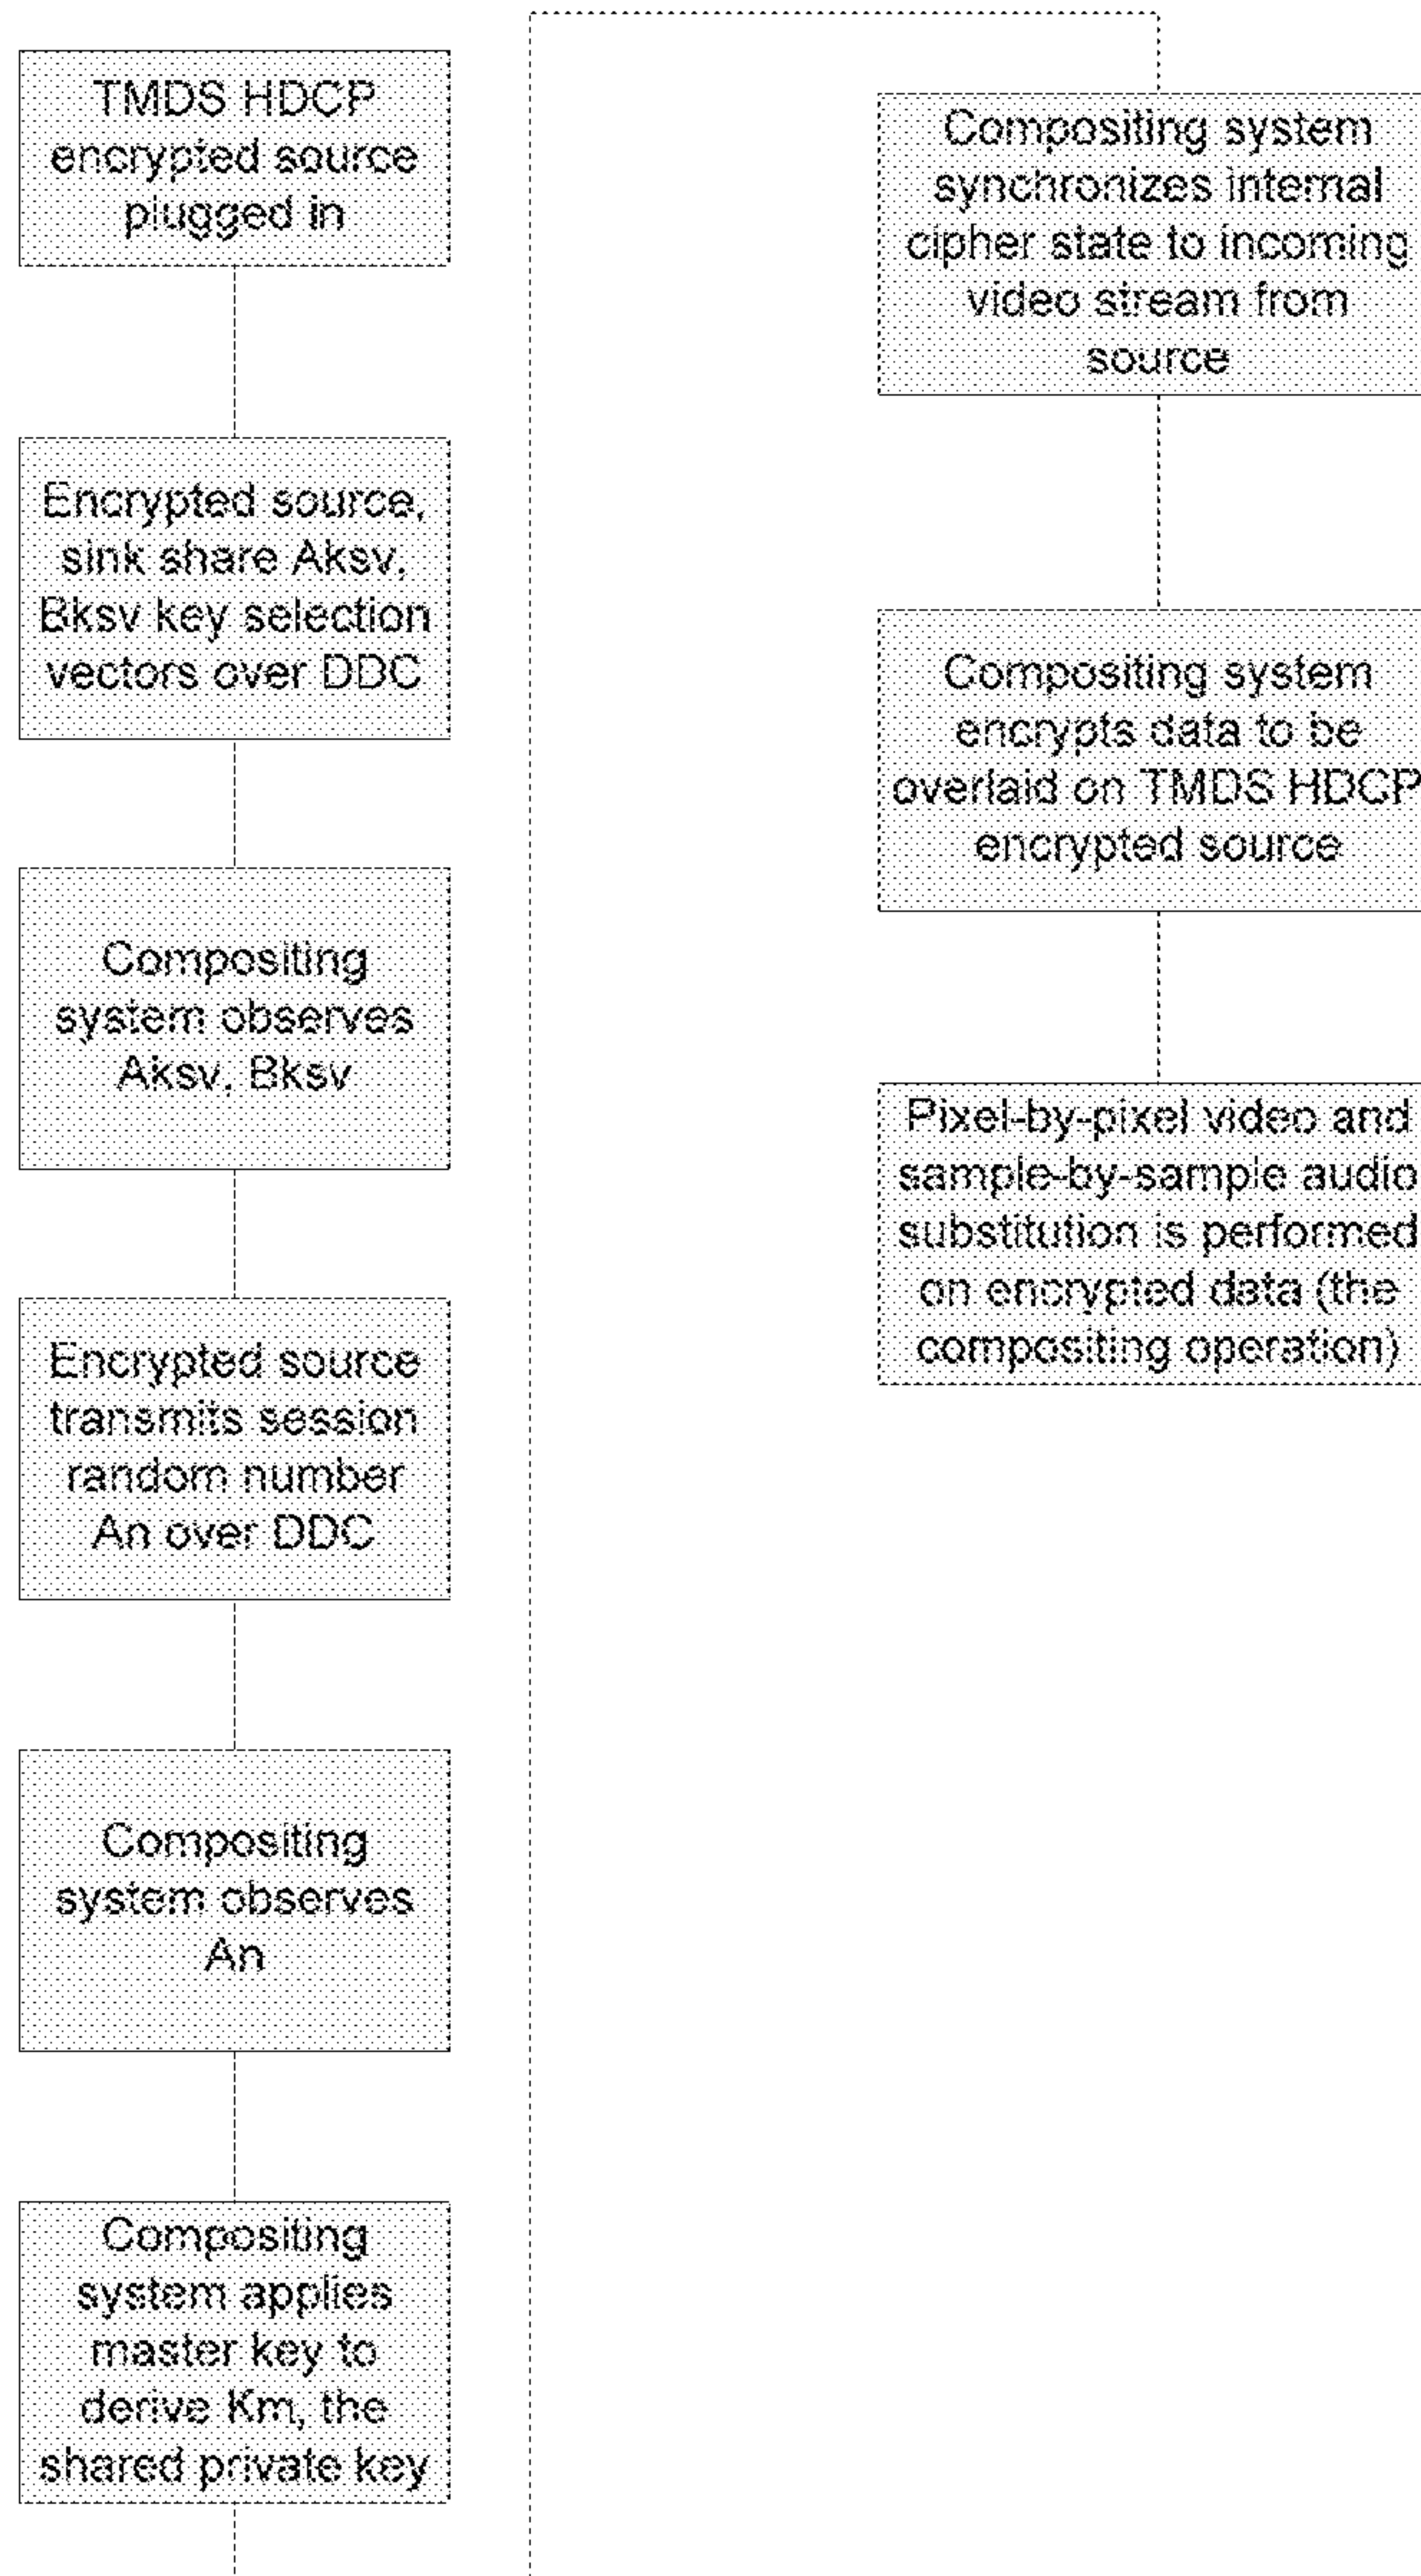 TMDS HDCP
encrypted source
plugged in
Encrypted source,
sink share Aksv,
Bksv key selection
vectors over DDC
Compositing
system observes
Aksv, Bksv
Encrypted source
transmits session
random number
An over DDC
Compositing
system observes
An
Compositing
system applies
master key to
derive Km, the
shared private key
Compositing system
synchronizes internal
cipher state to incoming
video stream from
source
Compositing system
encrypts data to be
overlaid on TMDS HDCP
encrypted source
Pixel-by-pixel video and
sample-by-sample audio
substitution is performed
on encrypted data (the
compositing operation)